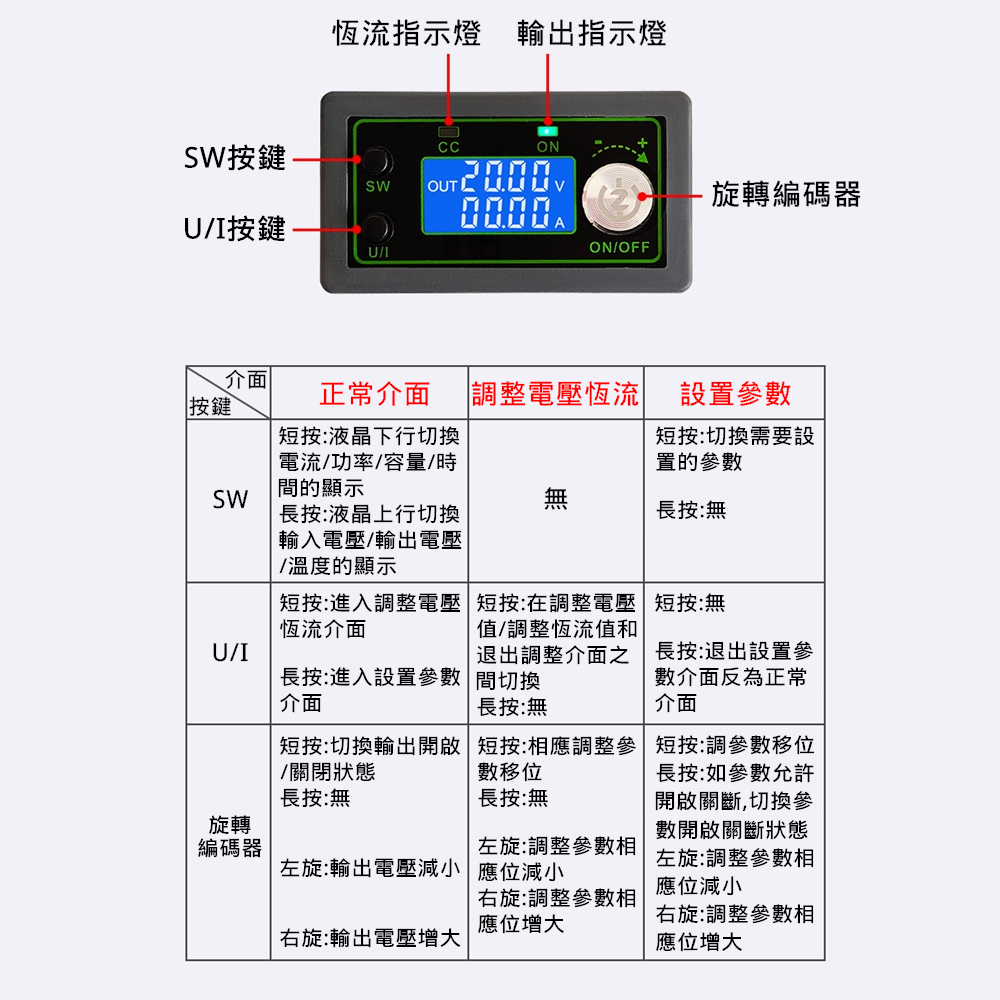 恆流指示燈 輸出指示燈
SW按鍵
U/I按鍵
旋轉編碼器
CC
ON
- +
SW
OUT 20.00 V
00.00 A
U/I
ON/OFF
介面
按鍵
正常介面
調整電壓恆流
設置參數
SW
短按:液晶下行切換
電流/功率/容量/時
間的顯示
長按:液晶上行切換
輸入電壓/輸出電壓
/溫度的顯示
無
短按:切換需要設
置的參數
長按:無
U/I
短按:進入調整電壓
恆流介面
長按:進入設置參數
介面
短按:在調整電壓
值/調整恆流值和
退出調整介面之
間切換
長按:無
短按:無
長按:退出設置參
數介面反為正常
介面
旋轉
編碼器
短按:切換輸出開啟
/關閉狀態
長按:無
左旋:輸出電壓減小
右旋:輸出電壓增大
短按:相應調整參
數移位
長按:無
左旋:調整參數相
應位減小
右旋:調整參數相
應位增大
短按:調參數移位
長按:如參數允許
開啟關斷,切換參
數開啟關斷狀態
左旋:調整參數相
應位減小
右旋:調整參數相
應位增大